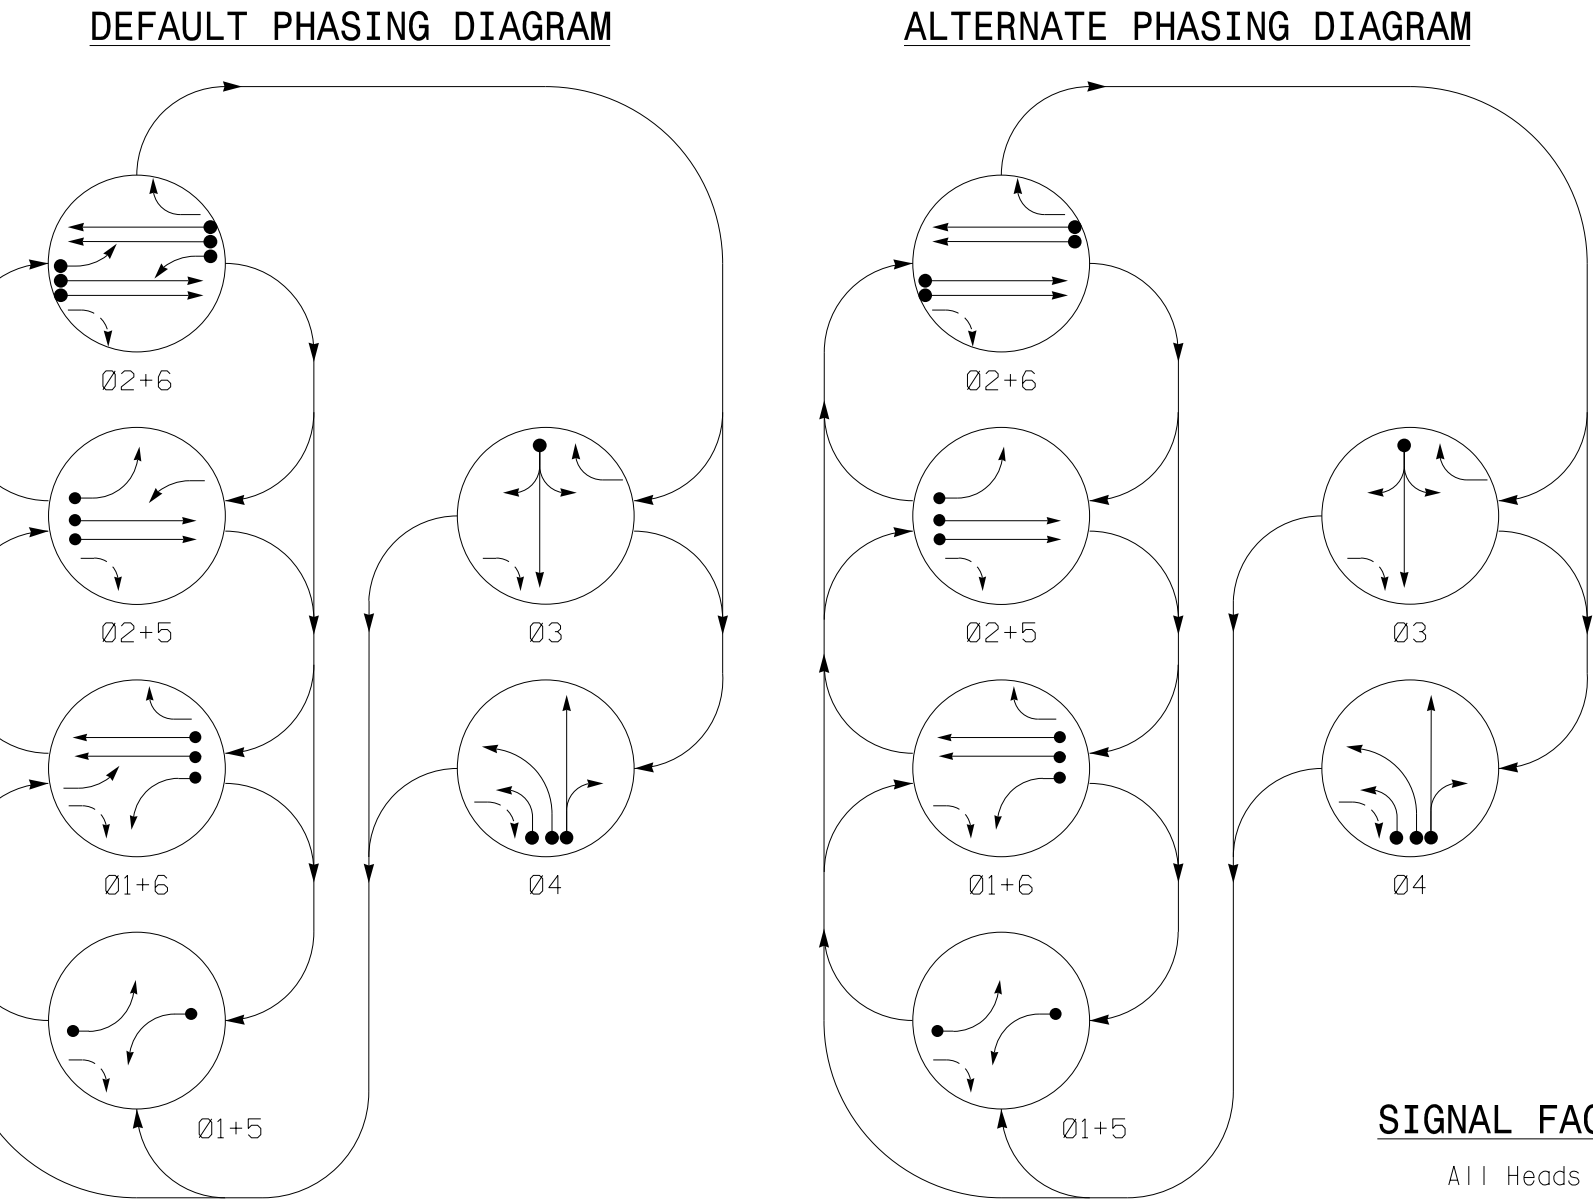 DEFAULT PHASING DIAGRAM
Ø2+6
Ø2+5
Ø3
Ø1+6
Ø4
Ø1+5
ALTERNATE PHASING DIAGRAM
Ø2+6
Ø2+5
Ø3
Ø1+6
Ø4
Ø1+5
SIGNAL
All Heads